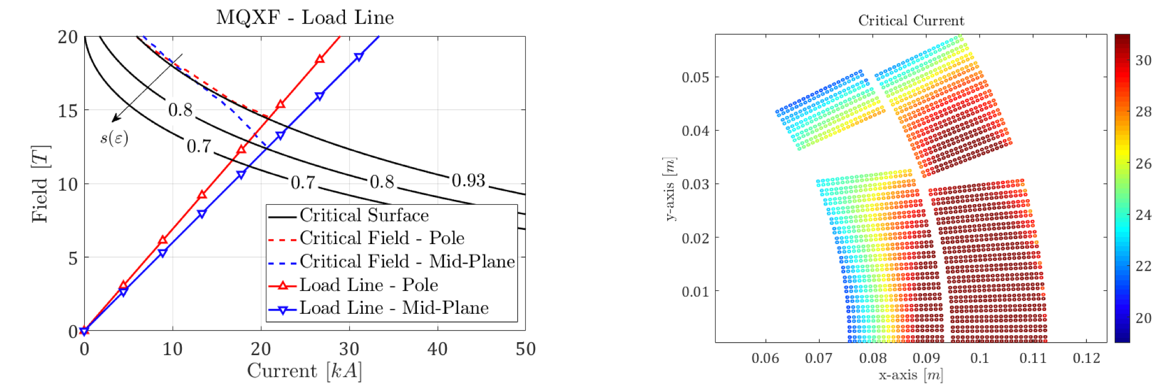 MQXF - Load Line
Field [T]
20
15
10
5
0
s(ε)
0.8
0.7
0.7
0.8
0.93
Critical Surface
Critical Field - Pole
Critical Field - Mid-Plane
Load Line - Pole
Load Line - Mid-Plane
0 10 20 30 40 50
Current [kA]
Critical Current
y-axis [m]
0.05
0.04
0.03
0.02
0.01
0.06 0.07 0.08 0.09 0.1 0.11 0.12
x-axis [m]
30
28
26
24
22
20